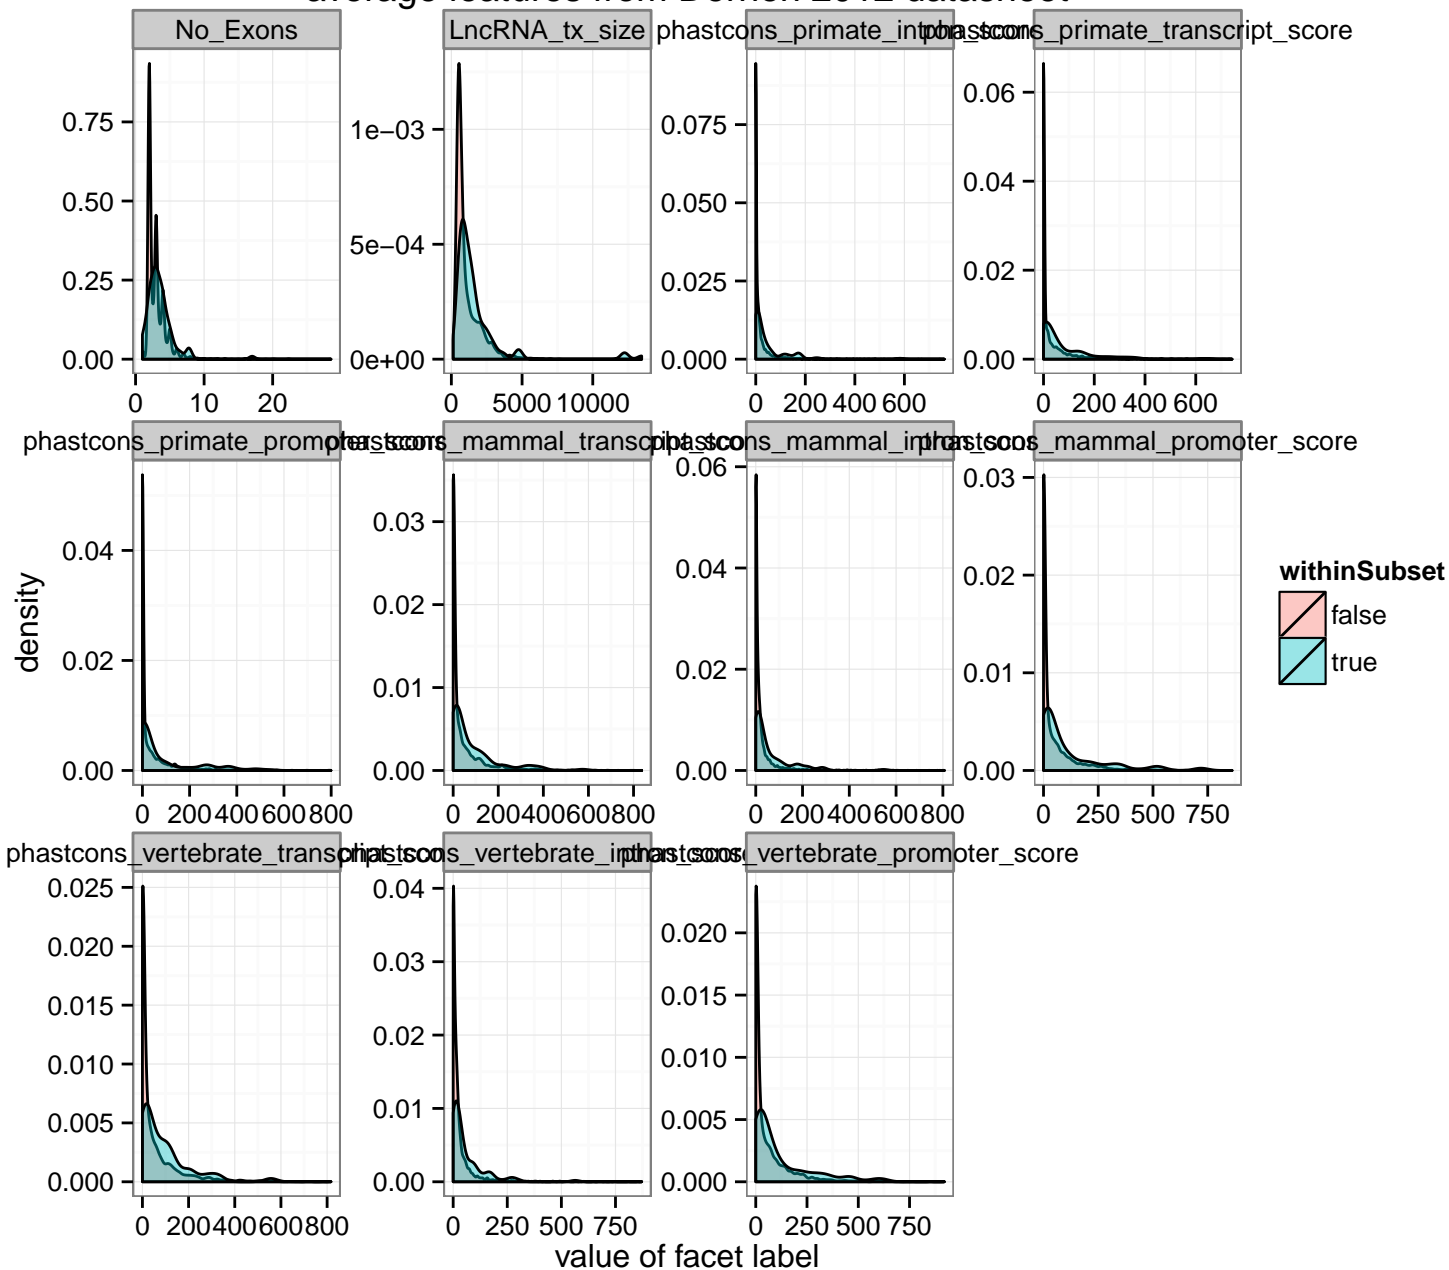 average features from Derrien 2012 datasheet
No_Exons
LncRNA_tx_size
phastcons_primate_intron_score
phastcons_primate_transcript_score
0.75
0.50
0.25
0.00
1e−03
5e−04
0e+00
0.075
0.050
0.025
0.000
0.06
0.04
0.02
0.00
0 10 20
0 5000 10000
0 200 400 600
0 200 400 600
phastcons_primate_promoter_score
phastcons_mammal_transcript_score
phastcons_mammal_intron_score
phastcons_mammal_promoter_score
0.04
0.02
0.00
0.03
0.02
0.01
0.00
0.06
0.04
0.02
0.00
0.03
0.02
0.01
0.00
0 200 400 600 800
0 200 400 600 800
0 200 400 600 800
0 250 500 750
phastcons_vertebrate_transcript_score
phastcons_vertebrate_intron_score
phastcons_vertebrate_promoter_score
0.025
0.020
0.015
0.010
0.005
0.000
0.04
0.03
0.02
0.01
0.00
0.020
0.015
0.010
0.005
0.000
0 200 400 600 800
0 250 500 750
0 250 500 750
value of facet label
density
withinSubset
false
true